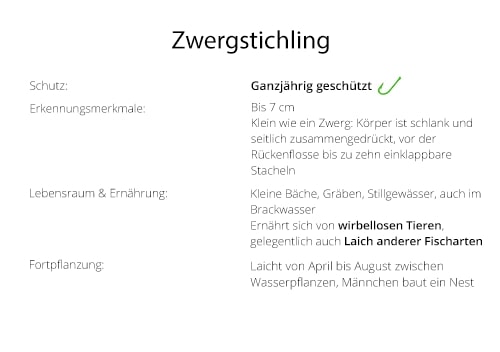 Zwergstichling
Schutz:
Ganzjährig geschützt
Erkennungsmerkmale:
Bis 7 cm
Klein wie ein Zwerg: Körper ist schlank und
seitlich zusammengedrückt, vor der
Rückenflosse bis zu zehn einklappbare
Stacheln
Lebensraum & Ernährung:
Kleine Bäche, Gräben, Stillgewässer, auch im
Brackwasser
Ernährt sich von wirbellosen Tieren,
gelegentlich auch Laich anderer Fischarten
Fortpflanzung:
Laicht von April bis August zwischen
Wasserpflanzen, Männchen baut ein Nest